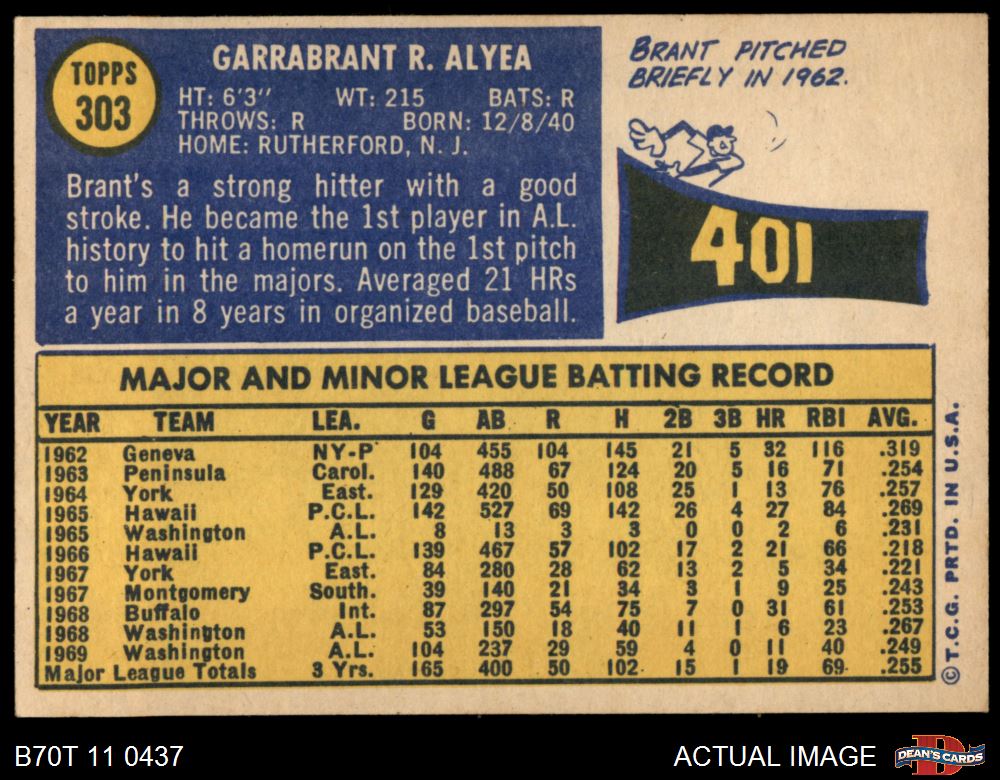 TOPPS
303
GARRABRANT R. ALYEA
HT: 6'3" WT: 215 BATS: R
THROWS: R BORN: 12/8/40
HOME: RUTHERFORD, N. J.
Brant's a strong hitter with a good
stroke. He became the 1st player in A.L.
history to hit a homerun on the 1st pitch
to him in the majors. Averaged 21 HRs
a year in 8 years in organized baseball.
BRANT PITCHED
BRIEFLY IN 1962.
401
MAJOR AND MINOR LEAGUE BATTING RECORD
YEAR TEAM LEA. G AB R H 2B 3B HR RBI AVG.
1962 Geneva NY-P 104 455 104 145 21 5 32 116 .319
1963 Peninsula Carol. 140 488 67 124 20 5 16 71 .254
1964 York East. 129 420 50 108 25 1 13 76 .257
1965 Hawaii P.C.L. 142 527 69 142 26 4 27 84 .269
1965 Washington A.L. 8 13 3 3 0 0 2 6 .231
1966 Hawaii P.C.L. 139 467 57 102 17 2 21 66 .218
1967 York East. 84 280 28 62 13 2 5 34 .221
1967 Montgomery South. 39 140 21 34 3 1 9 25 .243
1968 Buffalo Int. 87 297 54 75 7 0 31 61 .253
1968 Washington A.L. 53 150 18 40 11 1 6 23 .267
1969 Washington A.L. 104 237 29 59 4 0 11 40 .249
Major League Totals 3 Yrs. 165 400 50 102 15 1 19 69 .255
© T.C.G. PRTD. IN U.S.A.
B70T 11 0437
ACTUAL IMAGE
D
DEAN'S CARDS